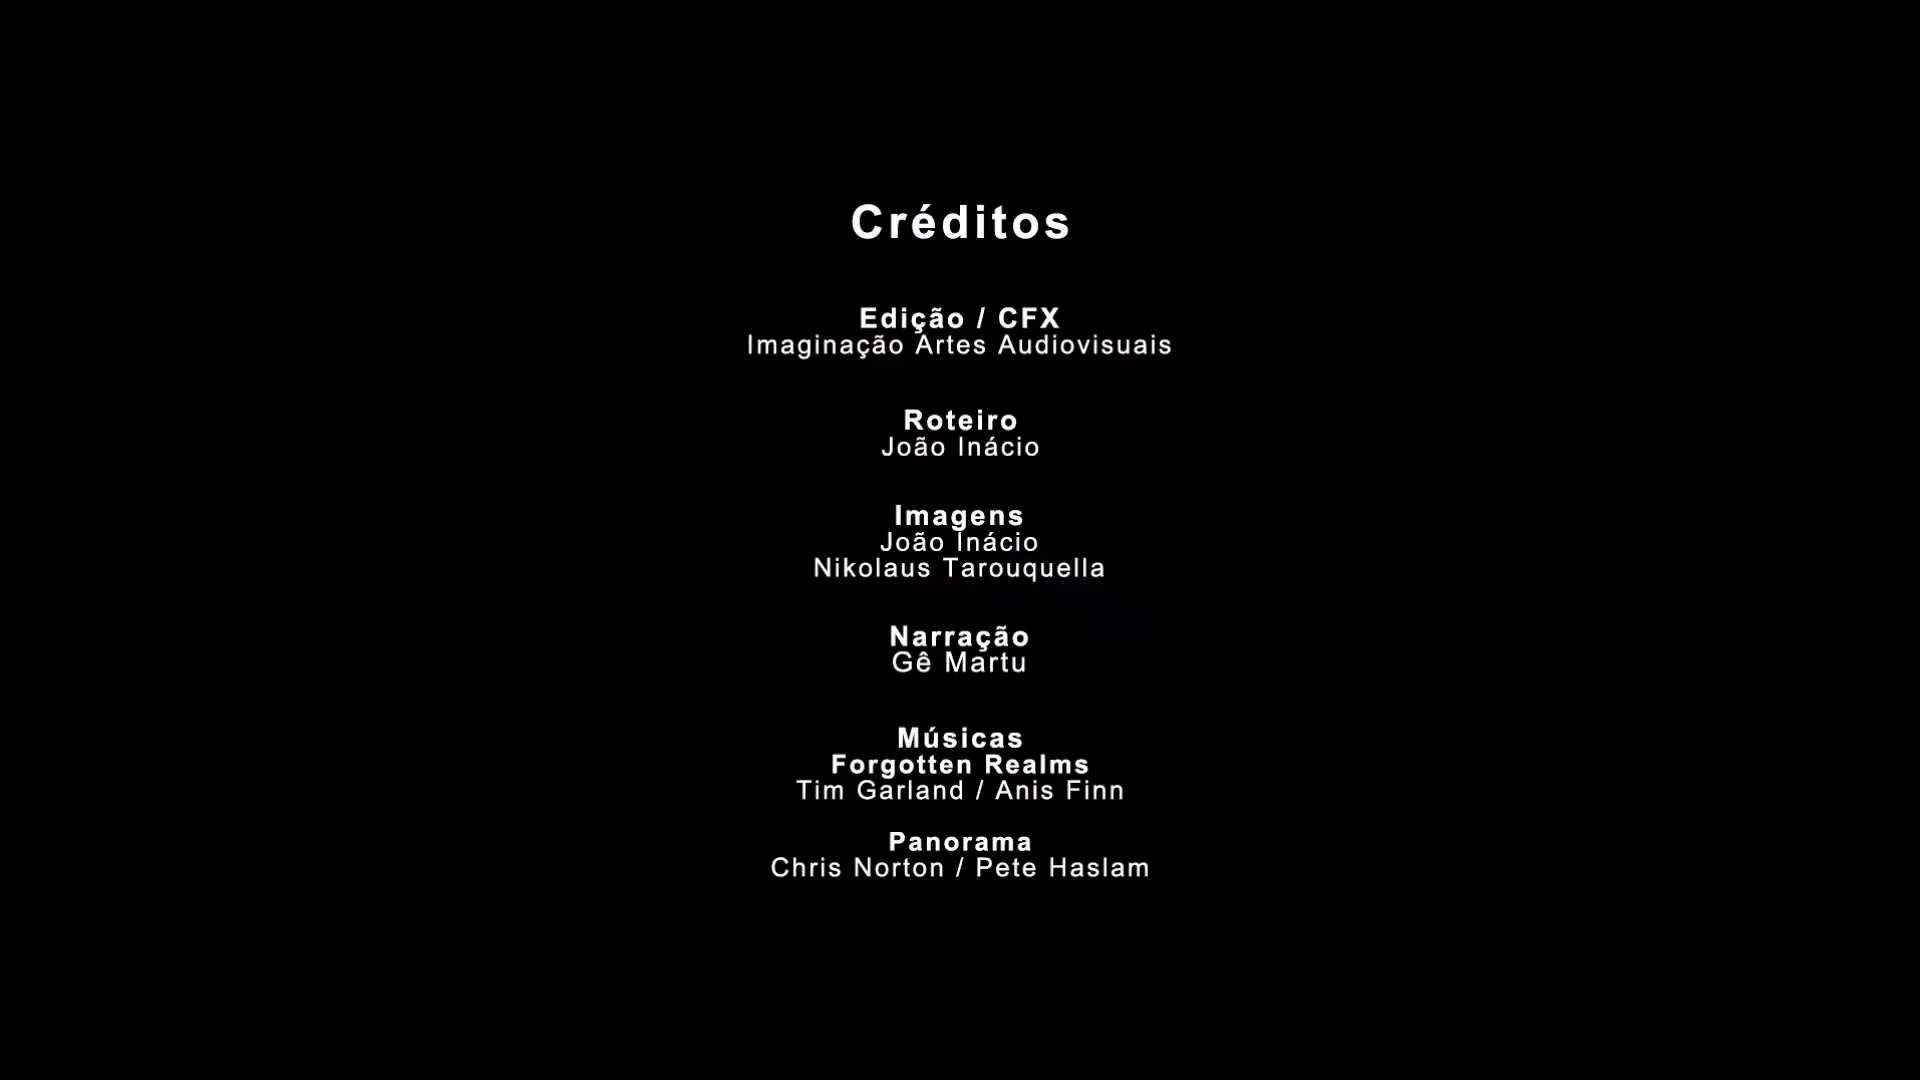 Créditos
Edição / CFX
Imaginação Artes Audiovisuais
Roteiro
João Inácio
Imagens
João Inácio
Nikolaus Tarouquella
Narração
Gê Martu
Músicas
Forgotten Realms
Tim Garland / Anis Finn
Panorama
Chris Norton / Pete Haslam